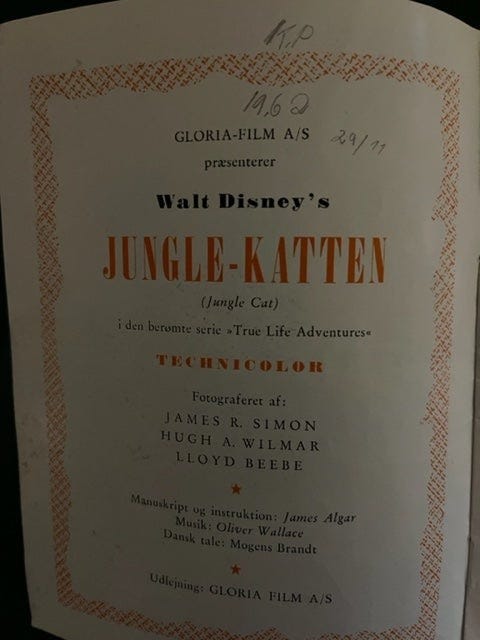 K.P
1962
29/11
GLORIA-FILM A/S
præsenterer
Walt Disney's
JUNGLE-KATTEN
(Jungle Cat)
i den berømte serie »True Life Adventures«
TECHNICOLOR
Fotograferet af:
JAMES R. SIMON
HUGH A. WILMAR
LLOYD BEEBE
Manuskript og instruktion: James Algar
Musik: Oliver Wallace
Dansk tale: Mogens Brandt
Udlejning: GLORIA FILM A/S